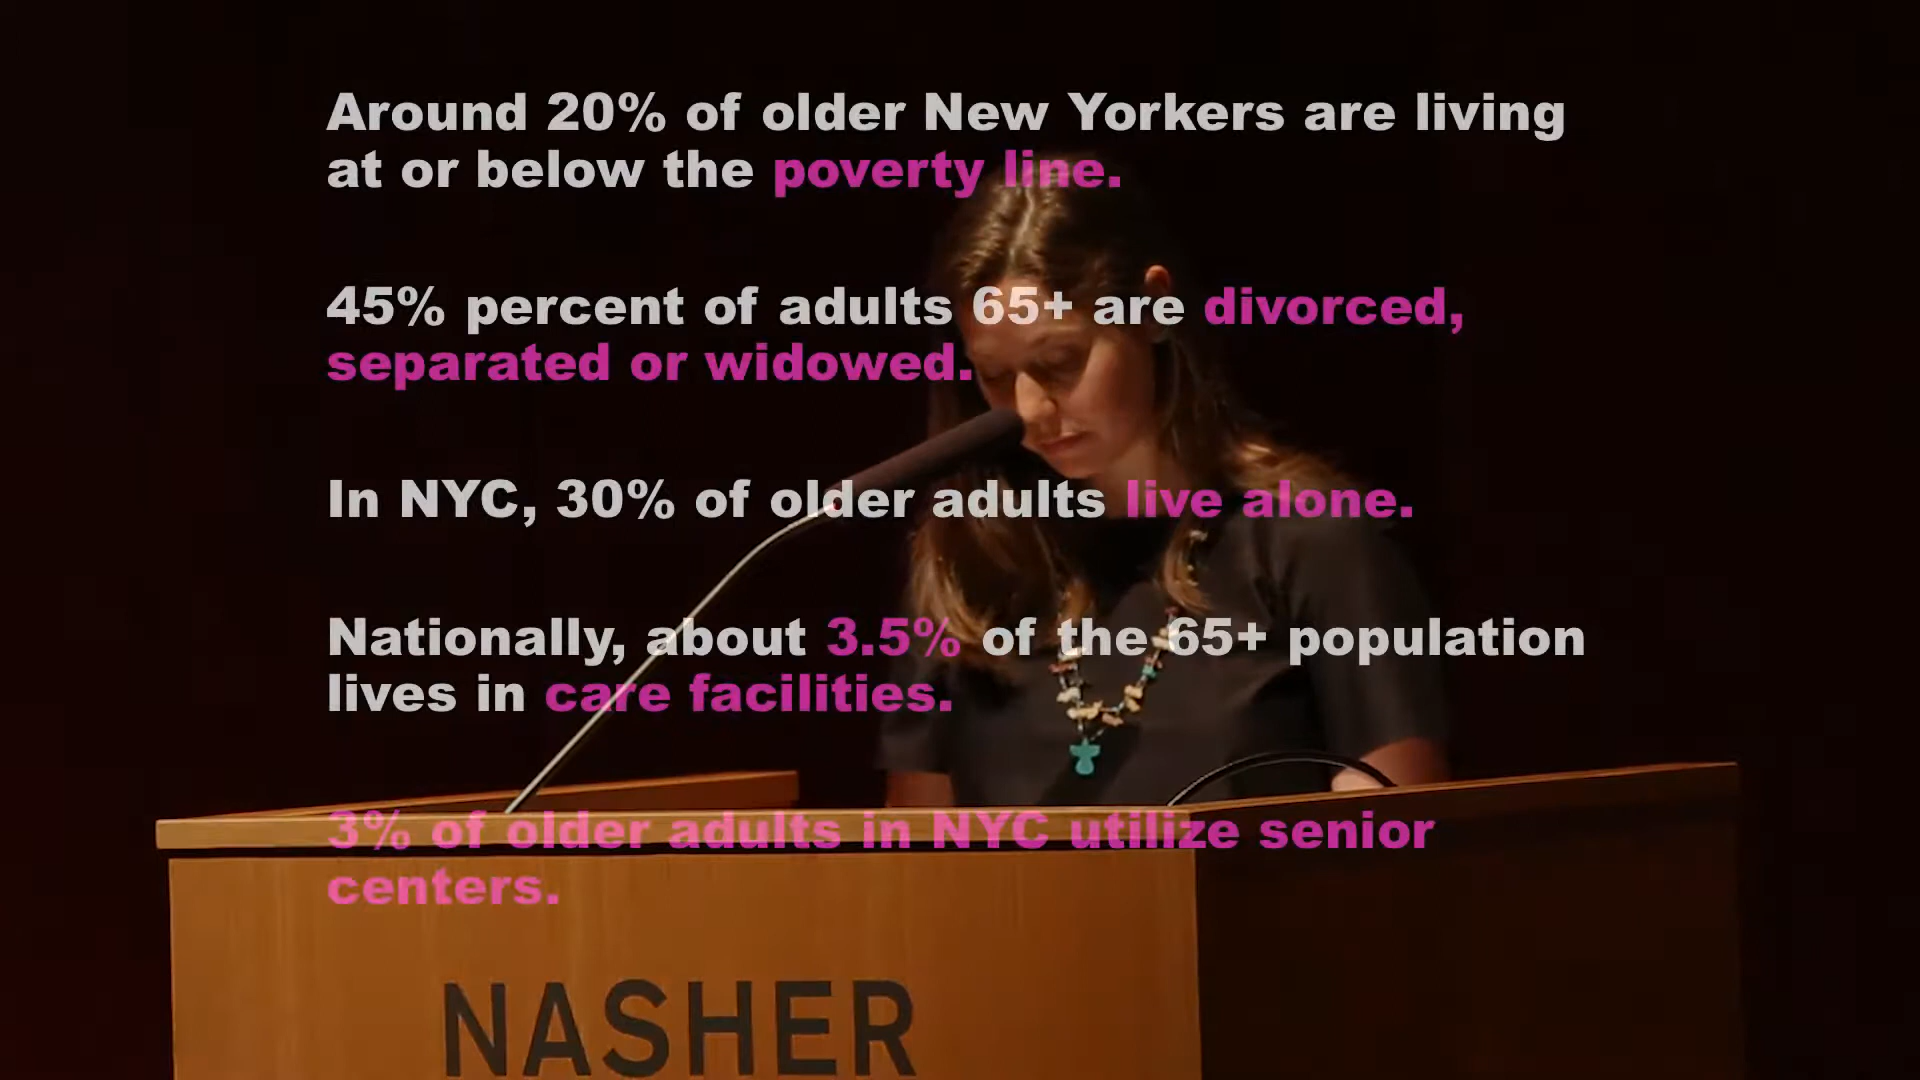 Around 20% of older New Yorkers are living
at or below the poverty line.
45% percent of adults 65+ are divorced,
separated or widowed.
In NYC, 30% of older adults live alone.
Nationally, about 3.5% of the 65+ population
lives in care facilities.
3% of older adults in NYC utilize senior
centers.
NASHER